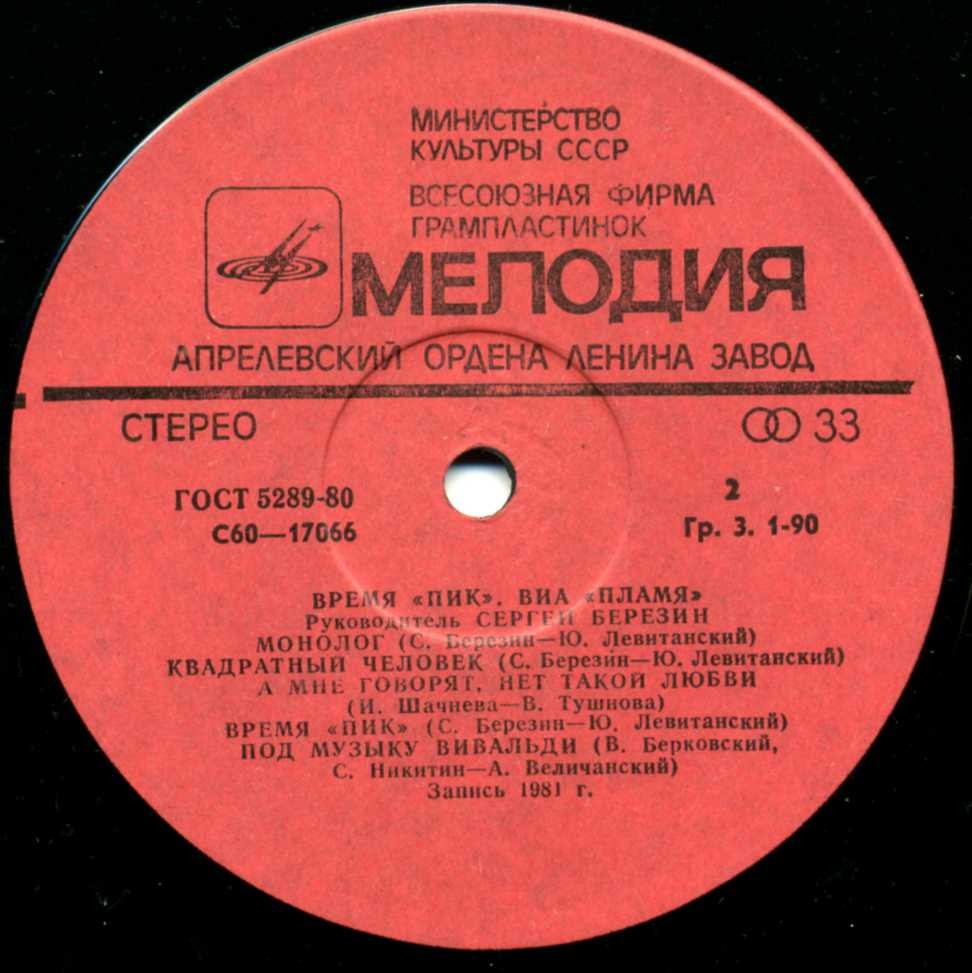 МИНИСТЕРСТВО
КУЛЬТУРЫ СССР
ВСЕСОЮЗНАЯ ФИРМА
ГРАМПЛАСТИНОК
МЕЛОДИЯ
АПРЕЛЕВСКИЙ ОРДЕНА ЛЕНИНА ЗАВОД
СТЕРЕО
33
ГОСТ 5289-80
С60—17066
2
Гр. 3. 1-90
ВРЕМЯ «ПИК». ВИА «ПЛАМЯ»
Руководитель СЕРГЕЙ БЕРЕЗИН
МОНОЛОГ (С. Березин—Ю. Левитанский)
КВАДРАТНЫЙ ЧЕЛОВЕК (С. Березин—Ю. Левитанский)
А МНЕ ГОВОРЯТ, НЕТ ТАКОЙ ЛЮБВИ
(И. Шачнева—В. Тушнова)
ВРЕМЯ «ПИК» (С. Березин—Ю. Левитанский)
ПОД МУЗЫКУ ВИВАЛЬДИ (В. Берковский,
С. Никитин—А. Величанский)
Запись 1981 г.